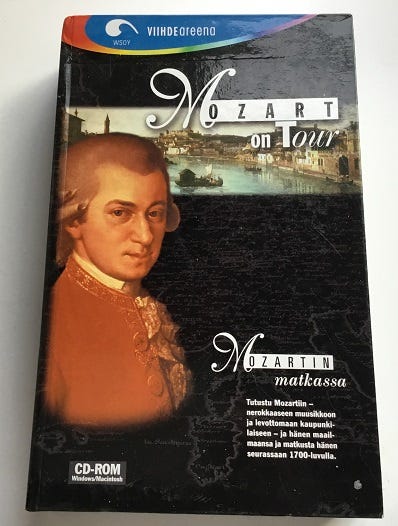 WSOY
VIIHDEareena
MOZART
on Tour
MOZARTIN
matkassa
Tutustu Mozartiin –
nerokkaaseen muusikkoon
ja levottomaan kaupunki-
laiseen – ja hänen maail-
maansa ja matkusta hänen
seurassaan 1700-luvulla.
CD-ROM
Windows/Macintosh